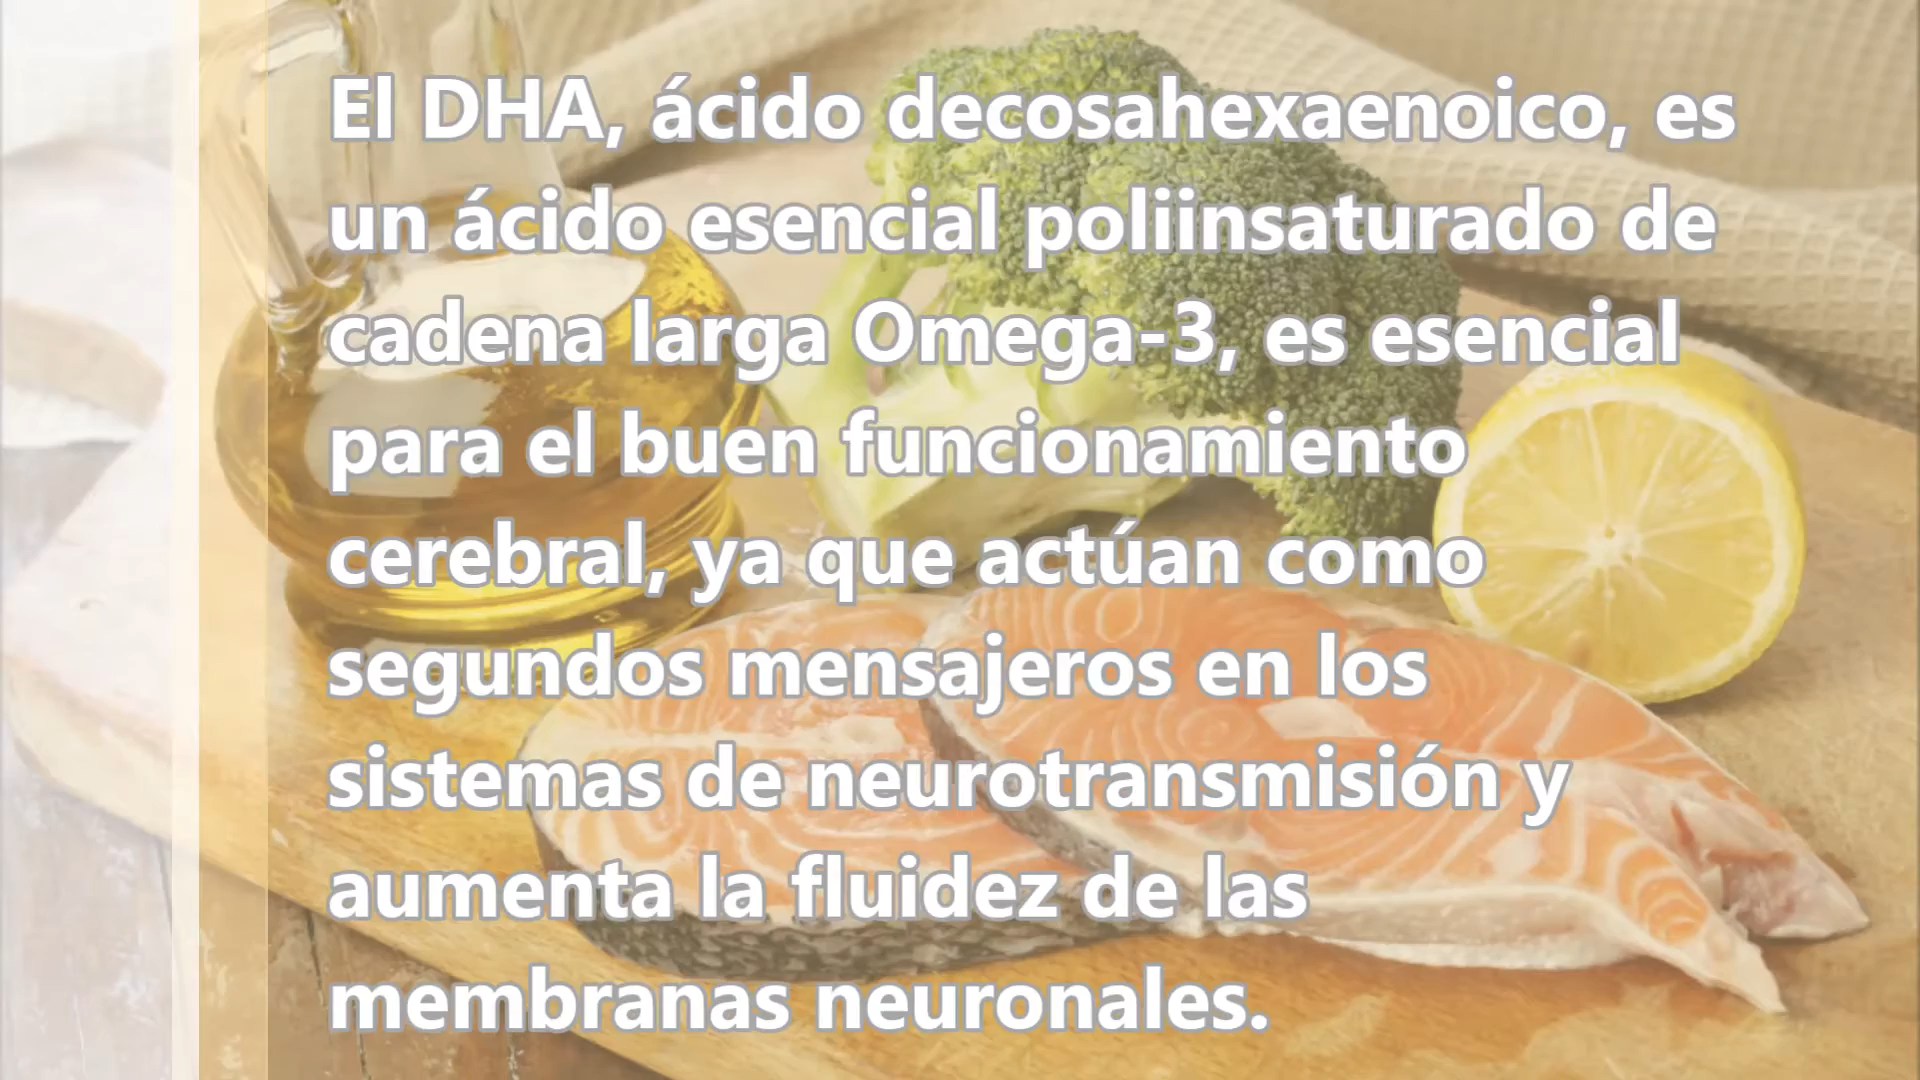 El DHA, ácido decosahexaenoico, es
un ácido esencial poliinsaturado de
cadena larga Omega-3, es esencial
para el buen funcionamiento
cerebral, ya que actúan como
segundos mensajeros en los
sistemas de neurotransmisión y
aumenta la fluidez de las
membranas neuronales.